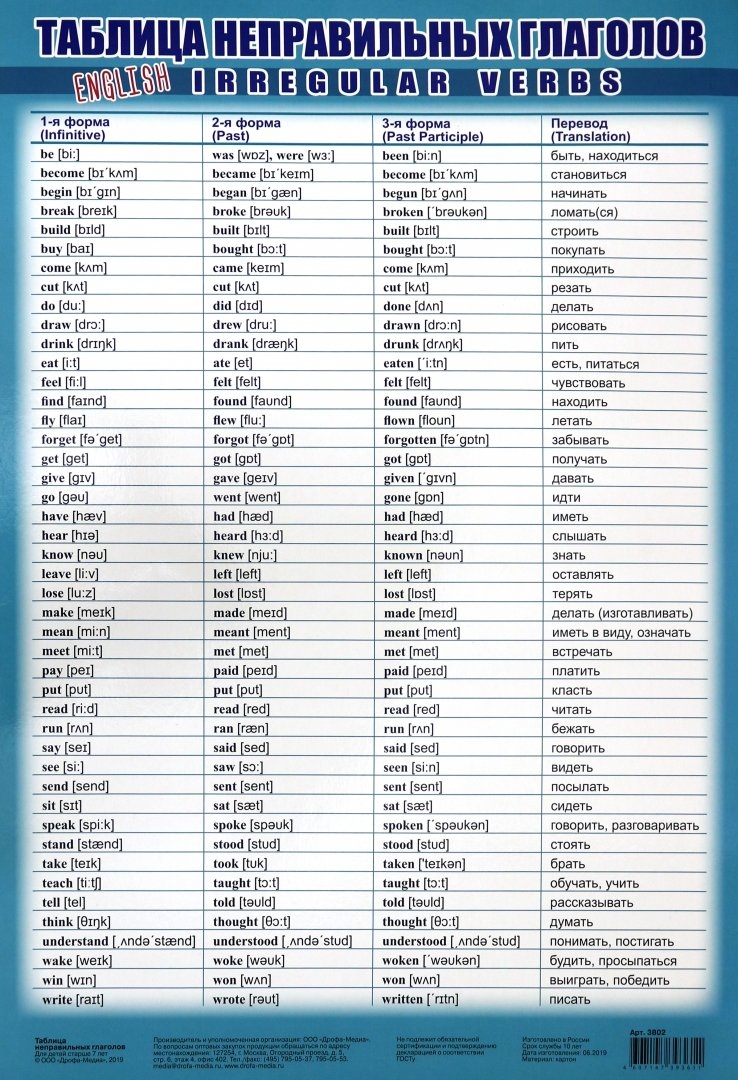 ТАБЛИЦА НЕПРАВИЛЬНЫХ ГЛАГОЛОВ
ENGLISH IRREGULAR VERBS
1-я форма (Infinitive) 2-я форма (Past) 3-я форма (Past Participle) Перевод (Translation)
be [bi:] was [wɒz], were [wɜ:] been [bi:n] быть, находиться
become [bɪˊkʌm] became [bɪˊkeɪm] become [bɪˊkʌm] становиться
begin [bɪˊgɪn] began [bɪˊgæn] begun [bɪˊgʌn] начинать
break [breɪk] broke [brəuk] broken [ˊbrəukən] ломать(ся)
build [bɪld] built [bɪlt] built [bɪlt] строить
buy [baɪ] bought [bɔ:t] bought [bɔ:t] покупать
come [kʌm] came [keɪm] come [kʌm] приходить
cut [kʌt] cut [kʌt] cut [kʌt] резать
do [du:] did [dɪd] done [dʌn] делать
draw [drɔ:] drew [dru:] drawn [drɔ:n] рисовать
drink [drɪŋk] drank [dræŋk] drunk [drʌŋk] пить
eat [i:t] ate [et] eaten [ˊi:tn] есть, питаться
feel [fi:l] felt [felt] felt [felt] чувствовать
find [faɪnd] found [faʊnd] found [faʊnd] находить
fly [flaɪ] flew [flu:] flown [floun] летать
forget [fəˊget] forgot [fəˊgɒt] forgotten [fəˊgɒtn] забывать
get [get] got [gɒt] got [gɒt] получать
give [gɪv] gave [geɪv] given [ˊgɪvn] давать
go [gəu] went [went] gone [gɒn] идти
have [hæv] had [hæd] had [hæd] иметь
hear [hɪə] heard [hɜ:d] heard [hɜ:d] слышать
know [nəu] knew [nju:] known [nəun] знать
leave [li:v] left [left] left [left] оставлять
lose [lu:z] lost [lɒst] lost [lɒst] терять
make [meɪk] made [meɪd] made [meɪd] делать (изготавливать)
mean [mi:n] meant [ment] meant [ment] иметь в виду, означать
meet [mi:t] met [met] met [met] встречать
pay [peɪ] paid [peɪd] paid [peɪd] платить
put [pʊt] put [pʊt] put [pʊt] класть
read [ri:d] read [red] read [red] читать
run [rʌn] ran [ræn] run [rʌn] бежать
say [seɪ] said [sed] said [sed] говорить
see [si:] saw [sɔ:] seen [si:n] видеть
send [send] sent [sent] sent [sent] посылать
sit [sɪt] sat [sæt] sat [sæt] сидеть
speak [spi:k] spoke [spəuk] spoken [ˊspəukən] говорить, разговаривать
stand [stænd] stood [stʊd] stood [stʊd] стоять
take [teɪk] took [tʊk] taken ['teɪkən] брать
teach [ti:tʃ] taught [tɔ:t] taught [tɔ:t] обучать, учить
tell [tel] told [təuld] told [təuld] рассказывать
think [θɪŋk] thought [θɔ:t] thought [θɔ:t] думать
understand [ˌʌndəˊstænd] understood [ˌʌndəˊstʊd] understood [ˌʌndəˊstʊd] понимать, постигать
wake [weɪk] woke [wəuk] woken [ˊwəukən] будить, просыпаться
win [wɪn] won [wʌn] won [wʌn] выиграть, победить
write [raɪt] wrote [rəut] written [ˊrɪtn] писать
Таблица
неправильных глаголов
Для детей старше 7 лет
© ООО «Дрофа-Медиа», 2019
Производитель и уполномоченная организация: ООО «Дрофа-Медиа».
По вопросам оптовых закупок продукции обращаться по адресу
местонахождения: 127254, г. Москва, Огородный проезд, д. 5,
стр. 6, этаж 4, офис 402. Тел./факс: (495) 795-05-37, 795-05-53.
media@drofa-media.ru, www.drofa-media.ru
Не подлежит обязательной
сертификации и подтверждению
декларацией о соответствии
ГОСТу
Изготовлено в России
Срок службы 10 лет
Дата изготовления: 08.2019
Материал: картон
Арт. 3802